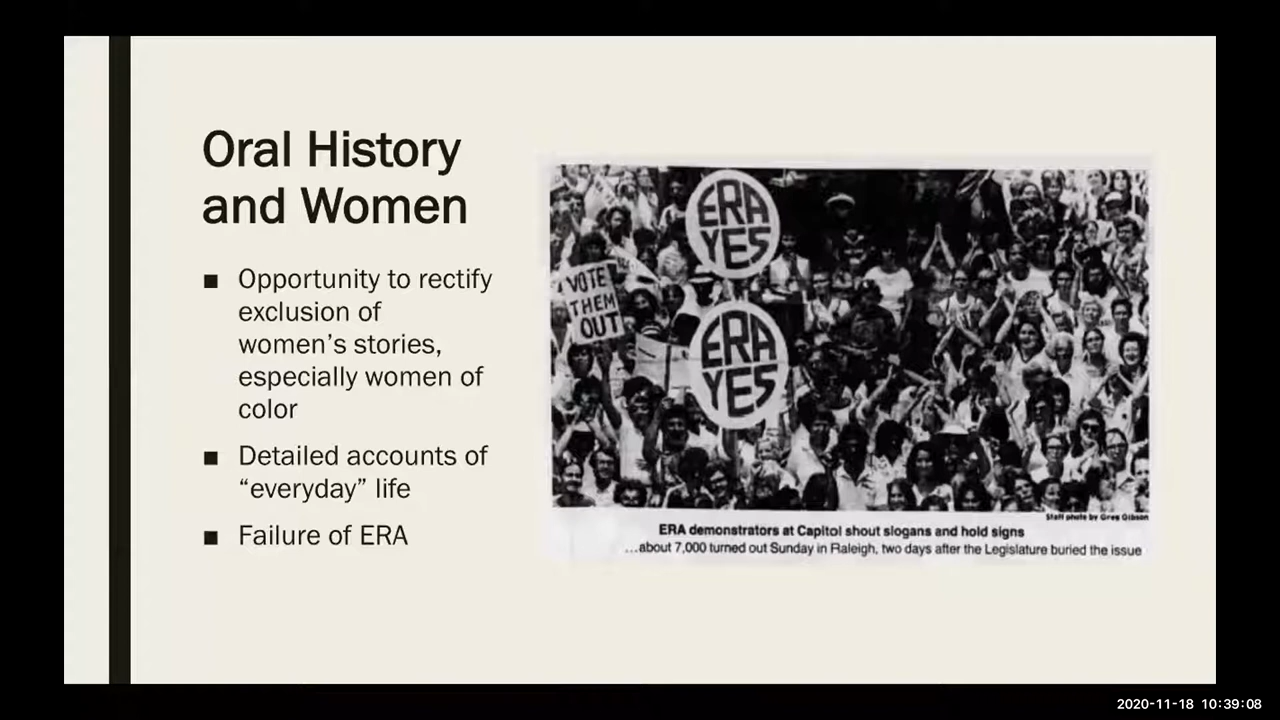 Oral History
and Women
■ Opportunity to rectify
exclusion of
women’s stories,
especially women of
color
■ Detailed accounts of
“everyday” life
■ Failure of ERA
ERA
YES
VOTE
THEM
OUT
ERA
YES
Staff photo by Greg Gibson
ERA demonstrators at Capitol shout slogans and hold signs
...about 7,000 turned out Sunday in Raleigh, two days after the Legislature buried the issue
2020-11-18 10:39:08